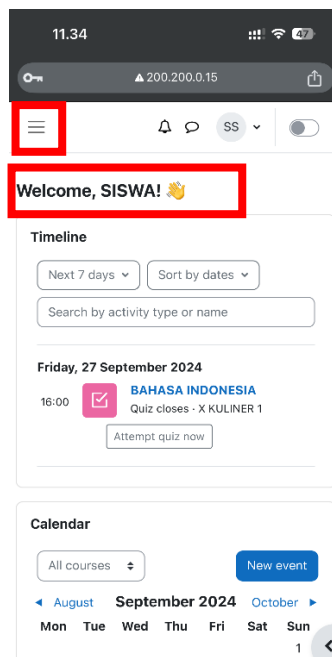 11.34
47
200.200.0.15
SS
Welcome, SISWA! 👋
Timeline
Next 7 days
Sort by dates
Search by activity type or name
Friday, 27 September 2024
16:00
BAHASA INDONESIA
Quiz closes · X KULINER 1
Attempt quiz now
Calendar
All courses
New event
◄ August September 2024 October ►
Mon Tue Wed Thu Fri Sat Sun
1